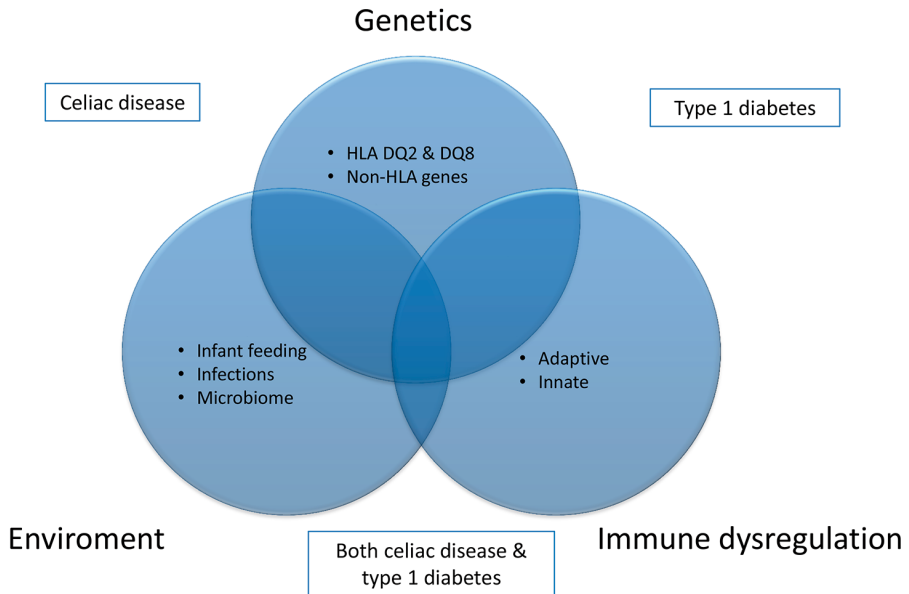 Genetics
Celiac disease
Type 1 diabetes
• HLA DQ2 & DQ8
• Non-HLA genes
• Infant feeding
• Infections
• Microbiome
• Adaptive
• Innate
Enviroment
Both celiac disease &
type 1 diabetes
Immune dysregulation